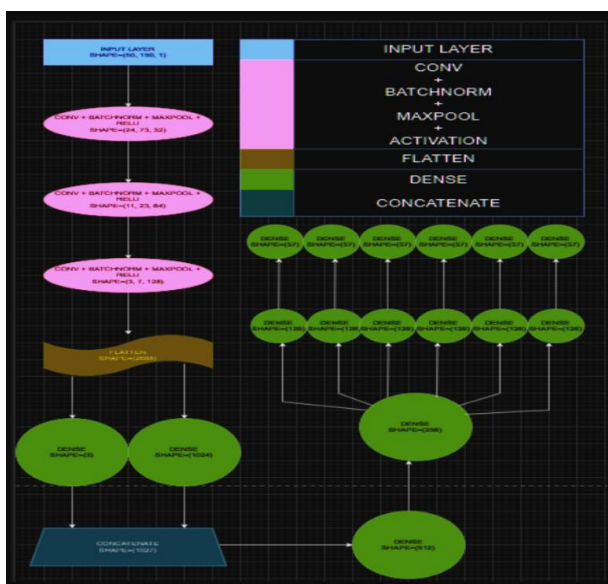 INPUT LAYER
CONV + BATCHNORM + MAXPOOL +
RELU
SHAPE=(24, 73, 32)
CONV + BATCHNORM + MAXPOOL +
RELU
SHAPE=(11, 23, 64)
CONV + BATCHNORM + MAXPOOL +
RELU
SHAPE=(3, 7, 128)
FLATTEN
SHAPE=(2688)
DENSE
SHAPE=(3)
DENSE
SHAPE=(1024)
CONCATENATE
SHAPE=(1027)
INPUT LAYER
CONV
+
BATCHNORM
+
MAXPOOL
+
ACTIVATION
FLATTEN
DENSE
CONCATENATE
DENSE
SHAPE=(37)
DENSE
SHAPE=(37)
DENSE
SHAPE=(37)
DENSE
SHAPE=(37)
DENSE
SHAPE=(37)
DENSE
SHAPE=(37)
DENSE
SHAPE=(128)
DENSE
SHAPE=(128)
DENSE
SHAPE=(128)
DENSE
SHAPE=(128)
DENSE
SHAPE=(128)
DENSE
SHAPE=(128)
DENSE
SHAPE=(256)
DENSE
SHAPE=(512)